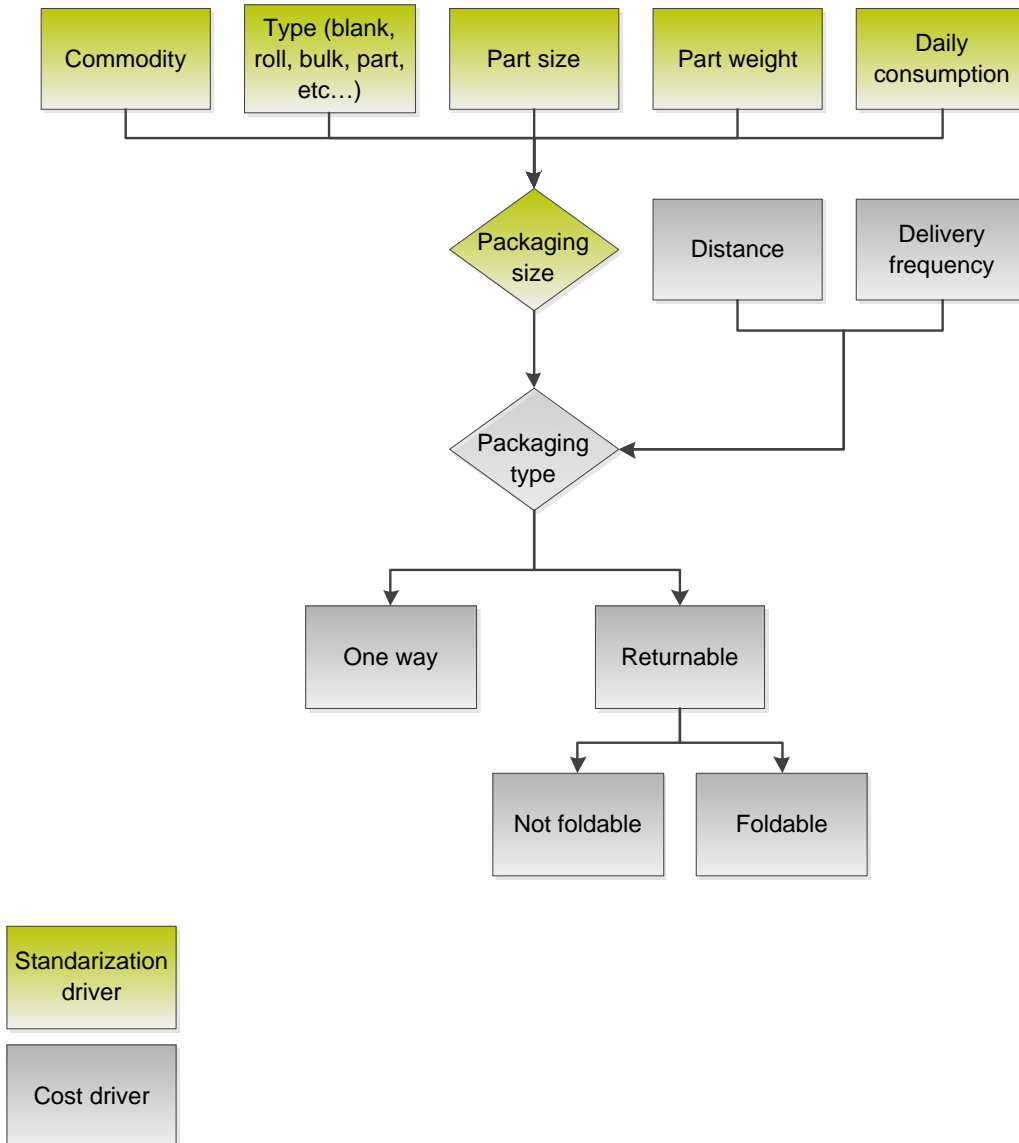 Commodity
Type (blank,
roll, bulk, part,
etc…)
Part size
Part weight
Daily
consumption
Packaging
size
Distance
Delivery
frequency
Packaging
type
One way
Returnable
Not foldable
Foldable
Standarization
driver
Cost driver